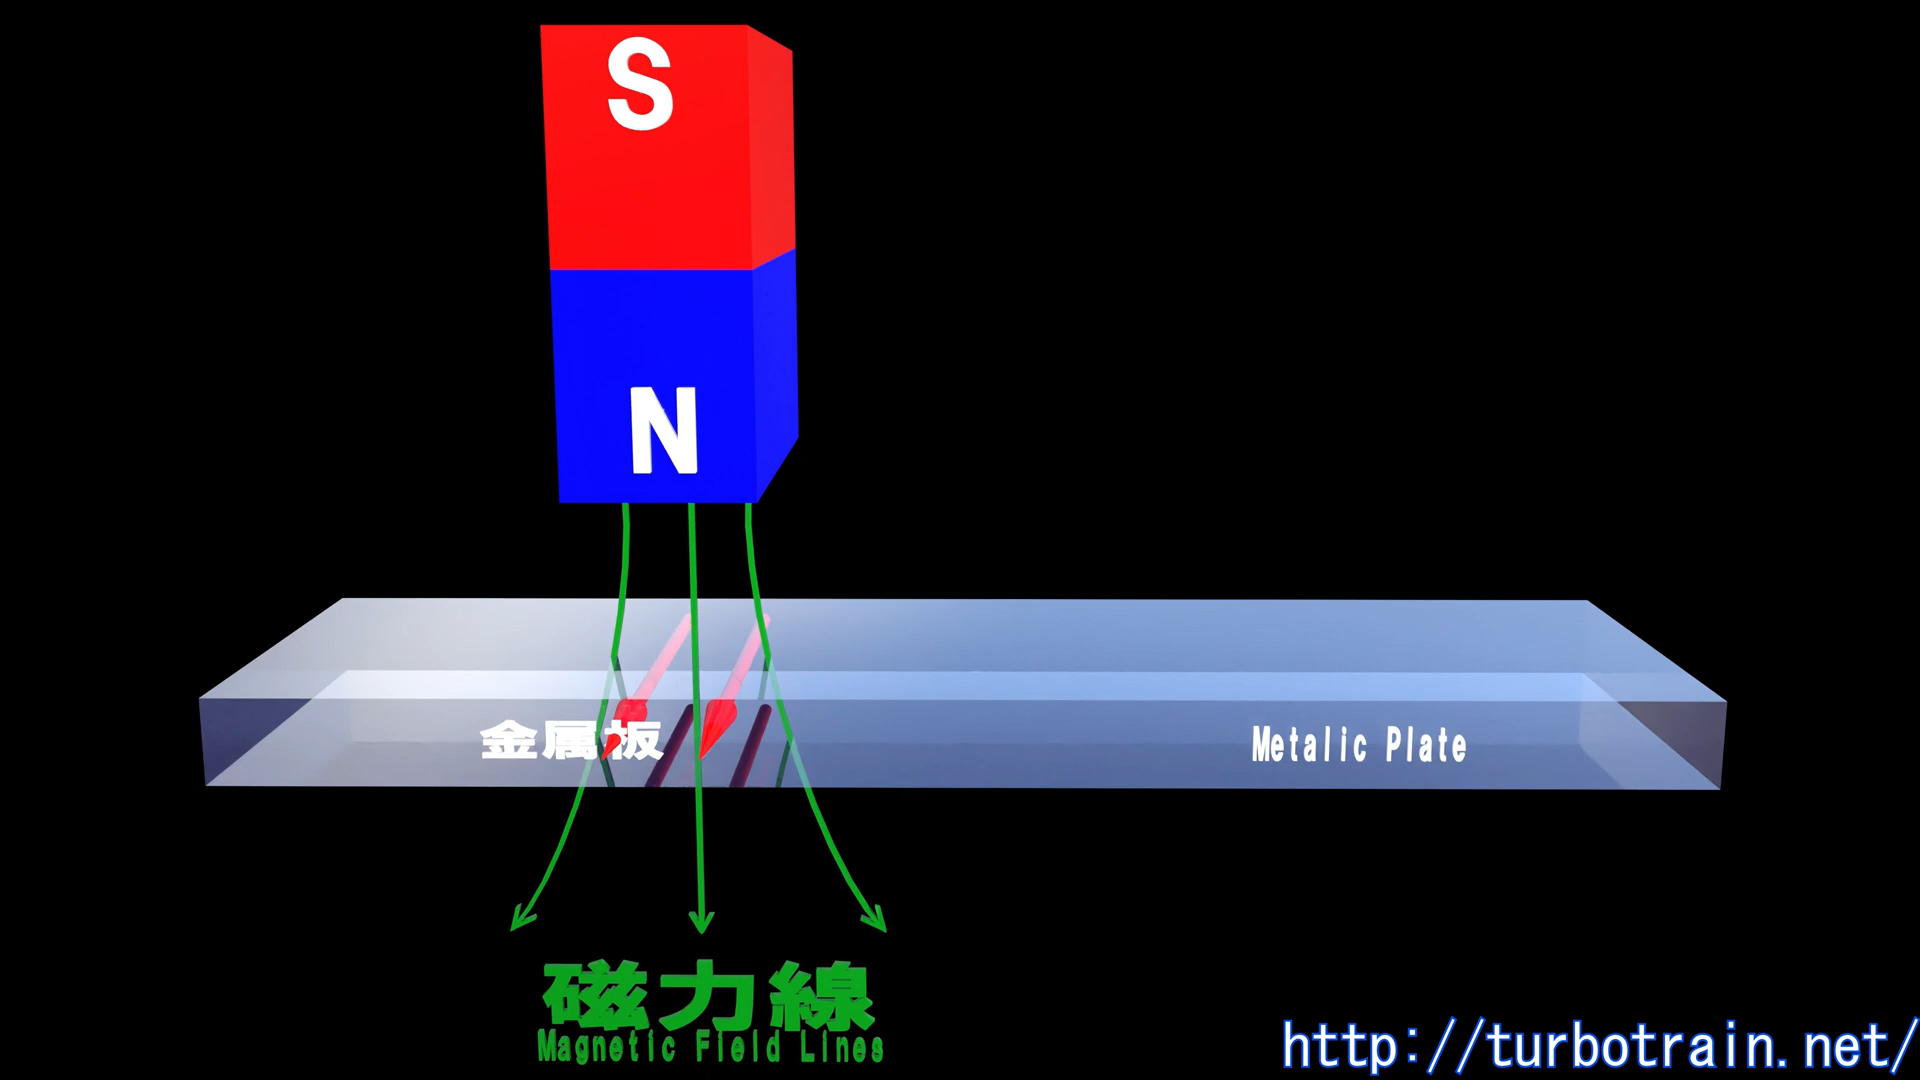 S
N
金属板
Metalic Plate
磁力線
Magnetic Field Lines
http://turbotrain.net/